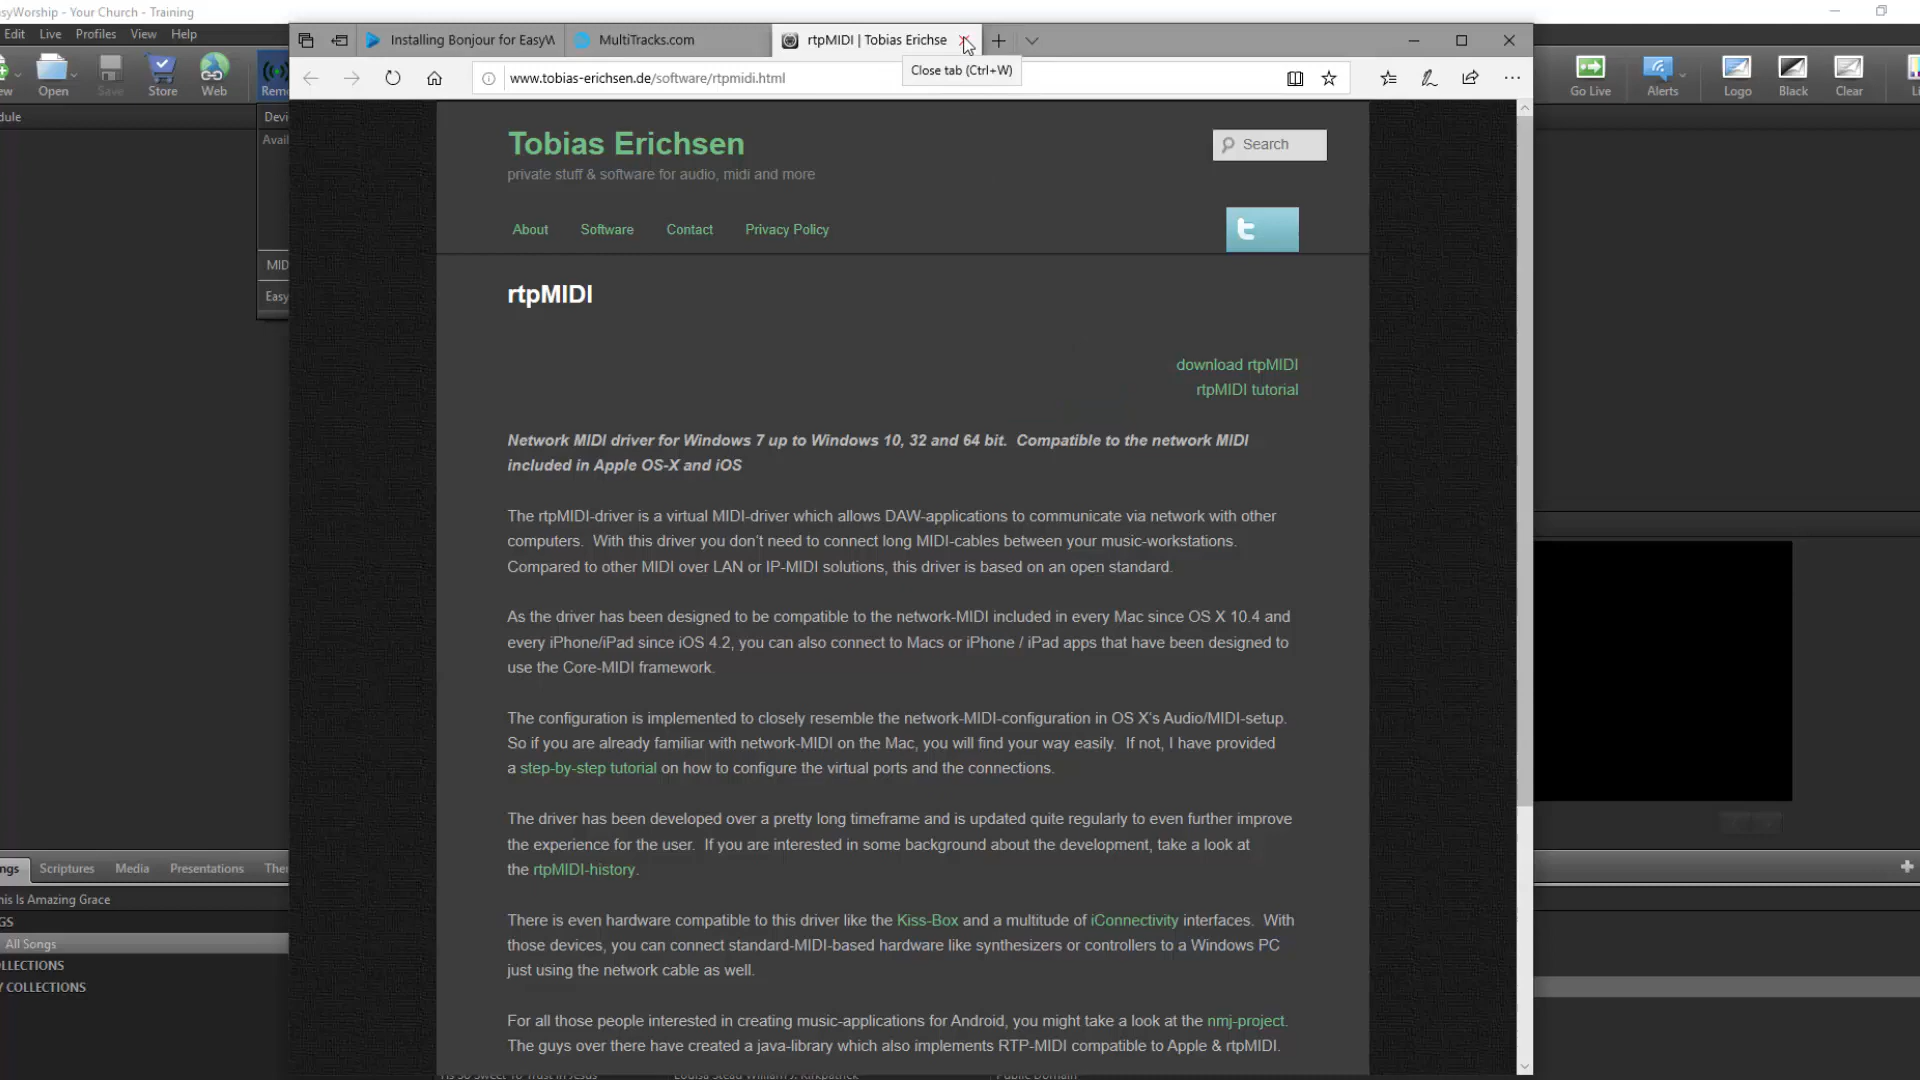 asyWorship - Your Church - Training
Edit Live Profiles View Help
Installing Bonjour for EasyW
MultiTracks.com
rtpMIDI | Tobias Erichse
Close tab (Ctrl+W)
www.tobias-erichsen.de/software/rtpmidi.html
ew Open Save Store Web Remo
Go Live Alerts Logo Black Clear Li
dule
Devi
Avail
MID
Easy
Tobias Erichsen
private stuff & software for audio, midi and more
Search
About Software Contact Privacy Policy
rtpMIDI
download rtpMIDI
rtpMIDI tutorial
Network MIDI driver for Windows 7 up to Windows 10, 32 and 64 bit. Compatible to the network MIDI
included in Apple OS-X and iOS
The rtpMIDI-driver is a virtual MIDI-driver which allows DAW-applications to communicate via network with other
computers. With this driver you don't need to connect long MIDI-cables between your music-workstations.
Compared to other MIDI over LAN or IP-MIDI solutions, this driver is based on an open standard.
As the driver has been designed to be compatible to the network-MIDI included in every Mac since OS X 10.4 and
every iPhone/iPad since iOS 4.2, you can also connect to Macs or iPhone / iPad apps that have been designed to
use the Core-MIDI framework.
The configuration is implemented to closely resemble the network-MIDI-configuration in OS X's Audio/MIDI-setup.
So if you are already familiar with network-MIDI on the Mac, you will find your way easily. If not, I have provided
a step-by-step tutorial on how to configure the virtual ports and the connections.
The driver has been developed over a pretty long timeframe and is updated quite regularly to even further improve
the experience for the user. If you are interested in some background about the development, take a look at
the rtpMIDI-history.
There is even hardware compatible to this driver like the Kiss-Box and a multitude of iConnectivity interfaces. With
those devices, you can connect standard-MIDI-based hardware like synthesizers or controllers to a Windows PC
just using the network cable as well.
For all those people interested in creating music-applications for Android, you might take a look at the nmj-project.
The guys over there have created a java-library which also implements RTP-MIDI compatible to Apple & rtpMIDI.
ngs Scriptures Media Presentations The
his Is Amazing Grace
GS
All Songs
LLECTIONS
Y COLLECTIONS
Public Domain